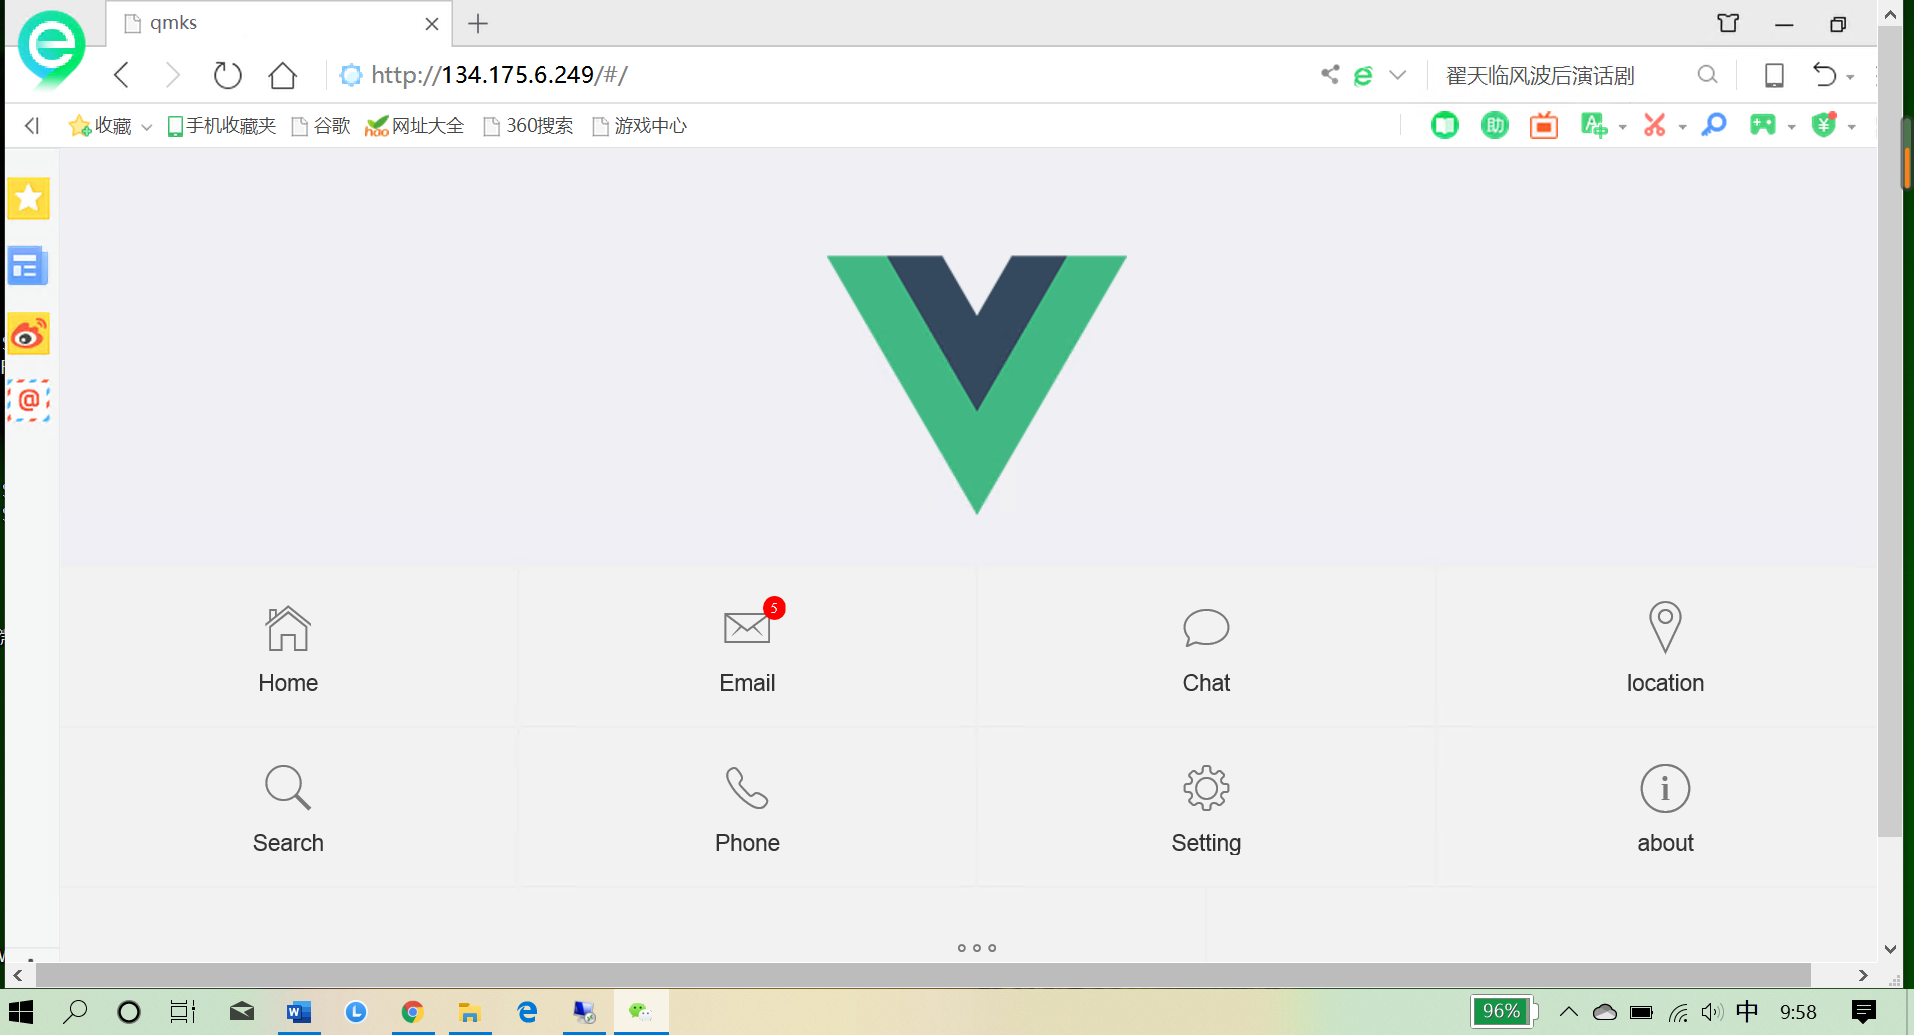 qmks
http://134.175.6.249/#/
翟天临风波后演话剧
收藏 手机收藏夹 谷歌 网址大全 360搜索 游戏中心
助
Home
5
Email
Chat
location
Search
Phone
Setting
about
96%
中
9:58